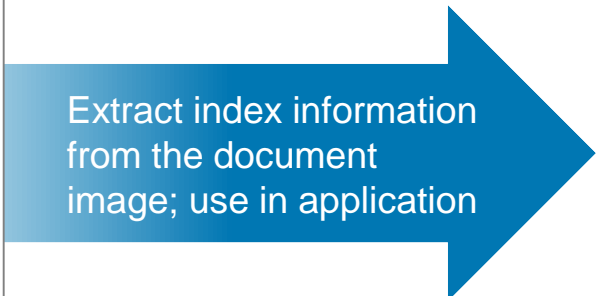 Extract index information
from the document
image; use in application